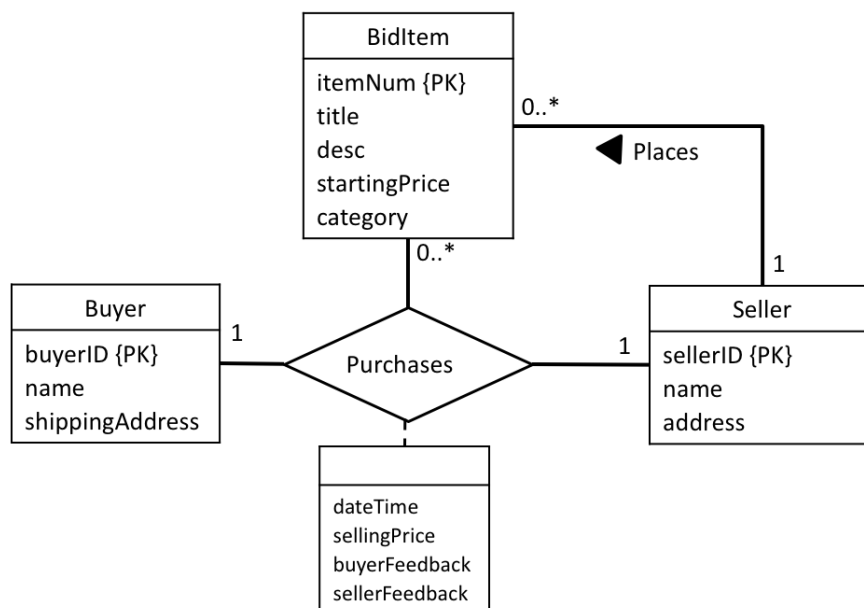 BidItem
itemNum {PK}
title
desc
startingPrice
category
0..*
Places
0..*
1
Buyer
buyerID {PK}
name
shippingAddress
1
Purchases
1
Seller
sellerID {PK}
name
address
dateTime
sellingPrice
buyerFeedback
sellerFeedback